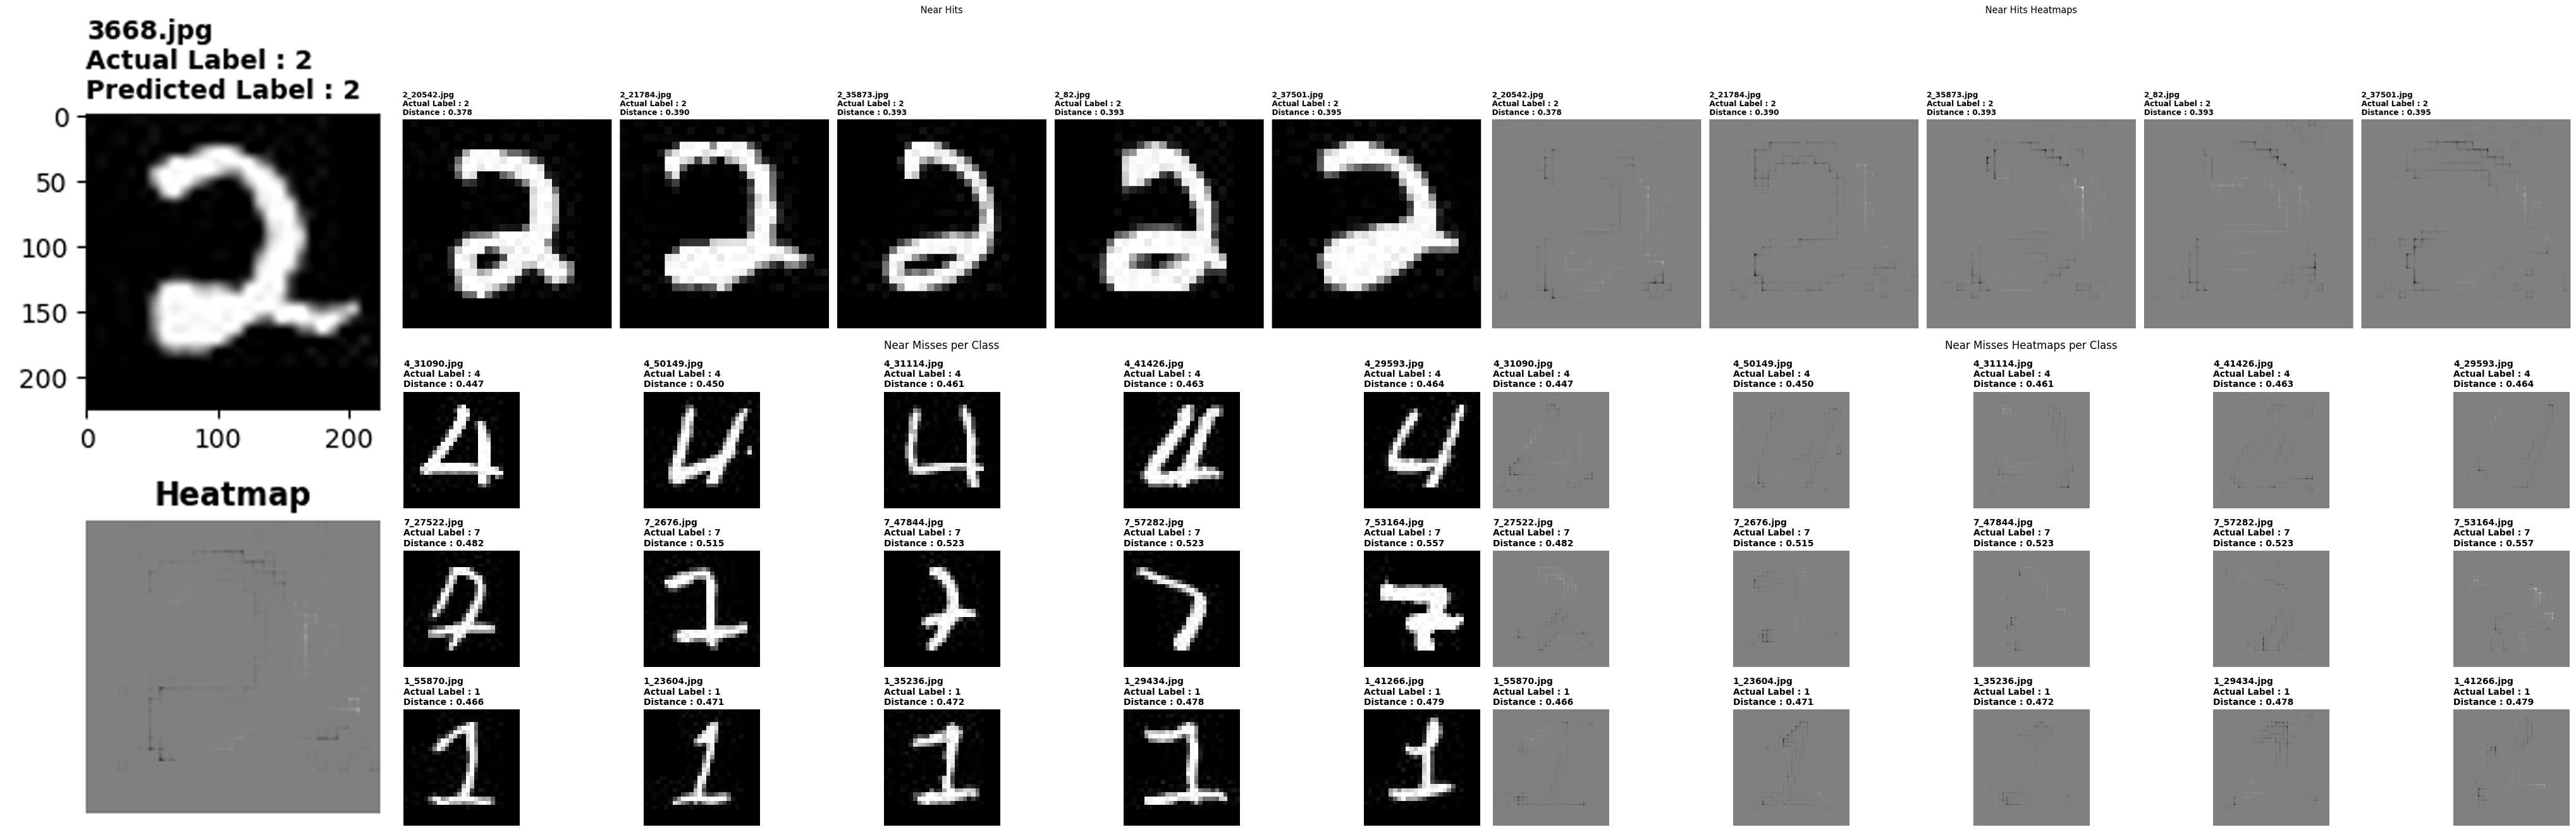 3668.jpg
Actual Label : 2
Predicted Label : 2
0
50
100
150
200
0 100 200
Heatmap
Near Hits
2_20542.jpg
Actual Label : 2
Distance : 0.378
2_21784.jpg
Actual Label : 2
Distance : 0.390
2_35873.jpg
Actual Label : 2
Distance : 0.393
2_82.jpg
Actual Label : 2
Distance : 0.393
2_37501.jpg
Actual Label : 2
Distance : 0.395
Near Hits Heatmaps
2_20542.jpg
Actual Label : 2
Distance : 0.378
2_21784.jpg
Actual Label : 2
Distance : 0.390
2_35873.jpg
Actual Label : 2
Distance : 0.393
2_82.jpg
Actual Label : 2
Distance : 0.393
2_37501.jpg
Actual Label : 2
Distance : 0.395
Near Misses per Class
4_31090.jpg
Actual Label : 4
Distance : 0.447
4_50149.jpg
Actual Label : 4
Distance : 0.450
4_31114.jpg
Actual Label : 4
Distance : 0.461
4_41426.jpg
Actual Label : 4
Distance : 0.463
4_29593.jpg
Actual Label : 4
Distance : 0.464
7_27522.jpg
Actual Label : 7
Distance : 0.482
7_2676.jpg
Actual Label : 7
Distance : 0.515
7_47844.jpg
Actual Label : 7
Distance : 0.523
7_57282.jpg
Actual Label : 7
Distance : 0.523
7_53164.jpg
Actual Label : 7
Distance : 0.557
1_55870.jpg
Actual Label : 1
Distance : 0.466
1_23604.jpg
Actual Label : 1
Distance : 0.471
1_35236.jpg
Actual Label : 1
Distance : 0.472
1_29434.jpg
Actual Label : 1
Distance : 0.478
1_41266.jpg
Actual Label : 1
Distance : 0.479
Near Misses Heatmaps per Class
4_31090.jpg
Actual Label : 4
Distance : 0.447
4_50149.jpg
Actual Label : 4
Distance : 0.450
4_31114.jpg
Actual Label : 4
Distance : 0.461
4_41426.jpg
Actual Label : 4
Distance : 0.463
4_29593.jpg
Actual Label : 4
Distance : 0.464
7_27522.jpg
Actual Label : 7
Distance : 0.482
7_2676.jpg
Actual Label : 7
Distance : 0.515
7_47844.jpg
Actual Label : 7
Distance : 0.523
7_57282.jpg
Actual Label : 7
Distance : 0.523
7_53164.jpg
Actual Label : 7
Distance : 0.557
1_55870.jpg
Actual Label : 1
Distance : 0.466
1_23604.jpg
Actual Label : 1
Distance : 0.471
1_35236.jpg
Actual Label : 1
Distance : 0.472
1_29434.jpg
Actual Label : 1
Distance : 0.478
1_41266.jpg
Actual Label : 1
Distance : 0.479